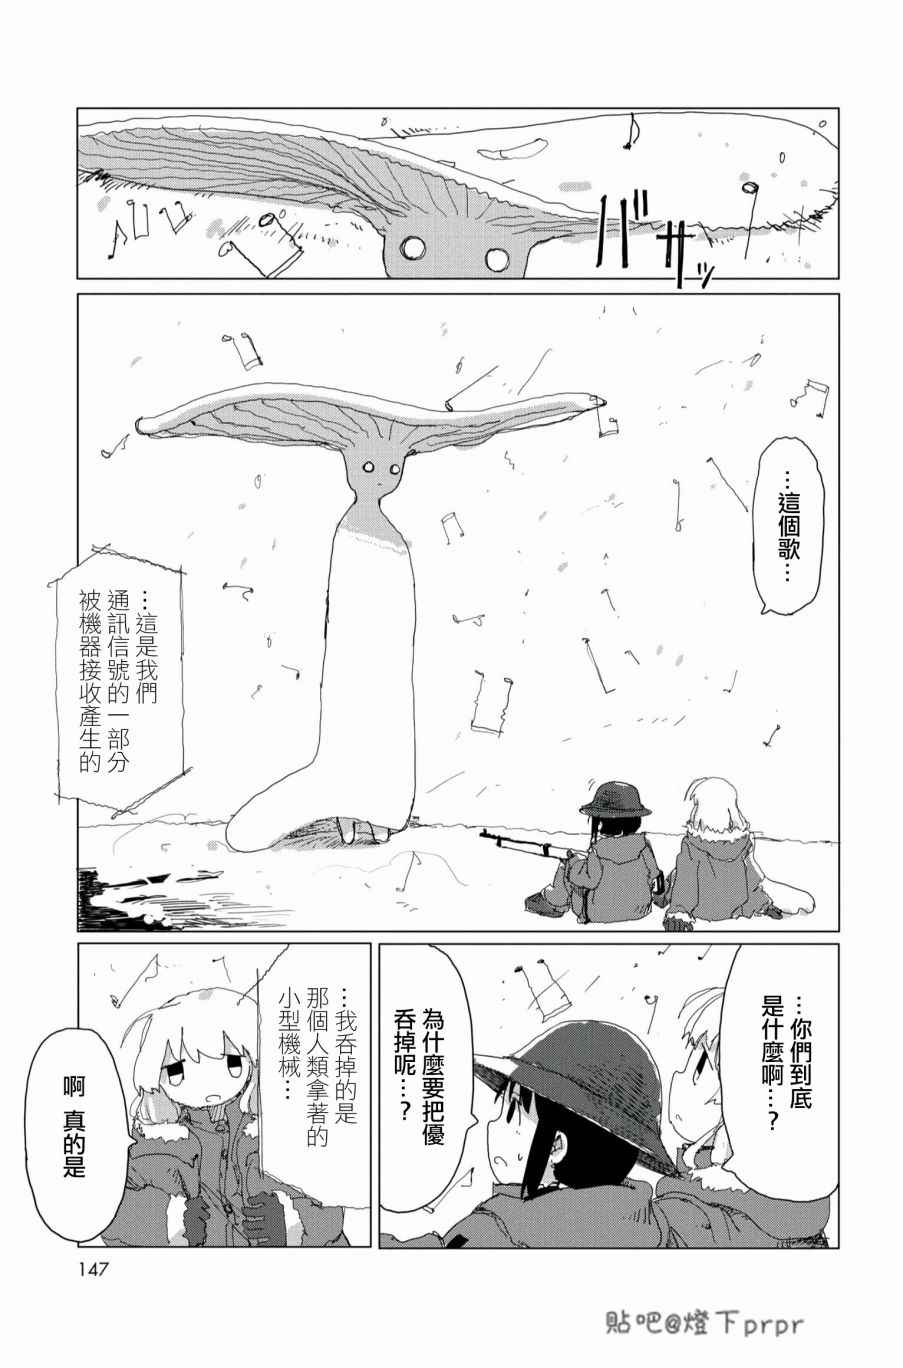 バサッ
バサッ
…這個歌…
…這是我們
通訊信號的一部分
被機器接收產生的
…你們到底
是什麼啊…?
為什麼要把優
吞掉呢…?
…我吞掉的是
那個人類拿著的
小型機械…
啊 真的是
147
貼吧@燈下prpr